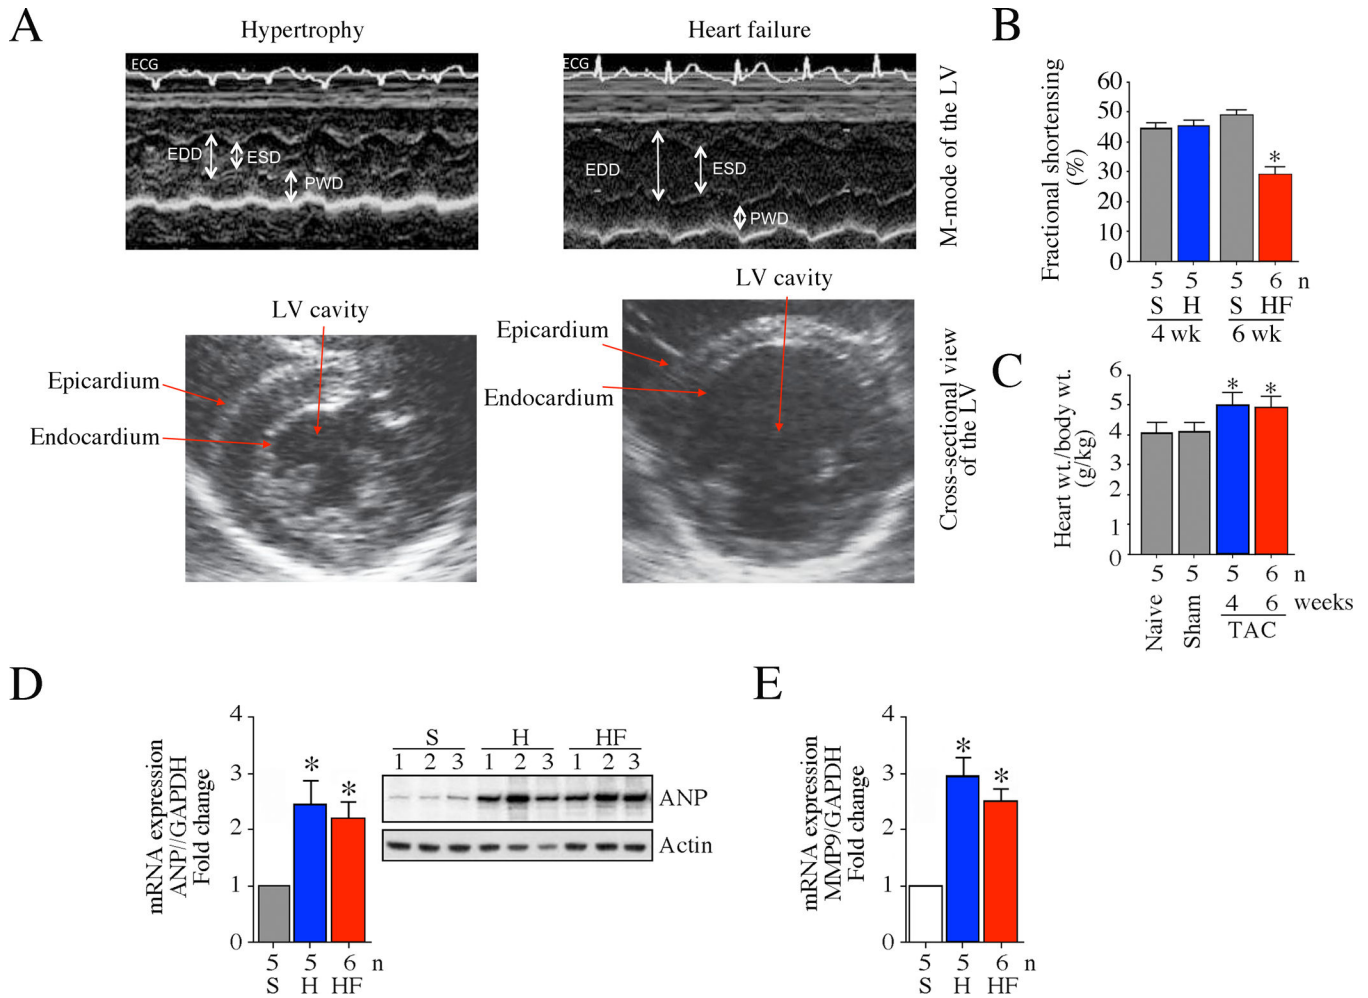 A
Hypertrophy
Heart failure
ECG
EDD
ESD
PWD
ECG
EDD
ESD
PWD
M-mode of the LV
LV cavity
Epicardium
Endocardium
LV cavity
Epicardium
Endocardium
Cross-sectional view
of the LV
B
Fractional shortensing
(%)
60
50
40
30
20
10
0
*
5 5 5 6 n
S H S HF
4 wk 6 wk
C
Heart wt./body wt.
(g/kg)
6
5
4
3
2
1
0
* *
5 5 5 6 n
Naive
Sham
4 6 weeks
TAC
D
mRNA expression
ANP//GAPDH
Fold change
4
3
2
1
0
* *
5 5 6 n
S H HF
S H HF
1 2 3 1 2 3 1 2 3
ANP
Actin
E
mRNA expression
MMP9/GAPDH
Fold change
4
3
2
1
0
* *
5 5 6 n
S H HF